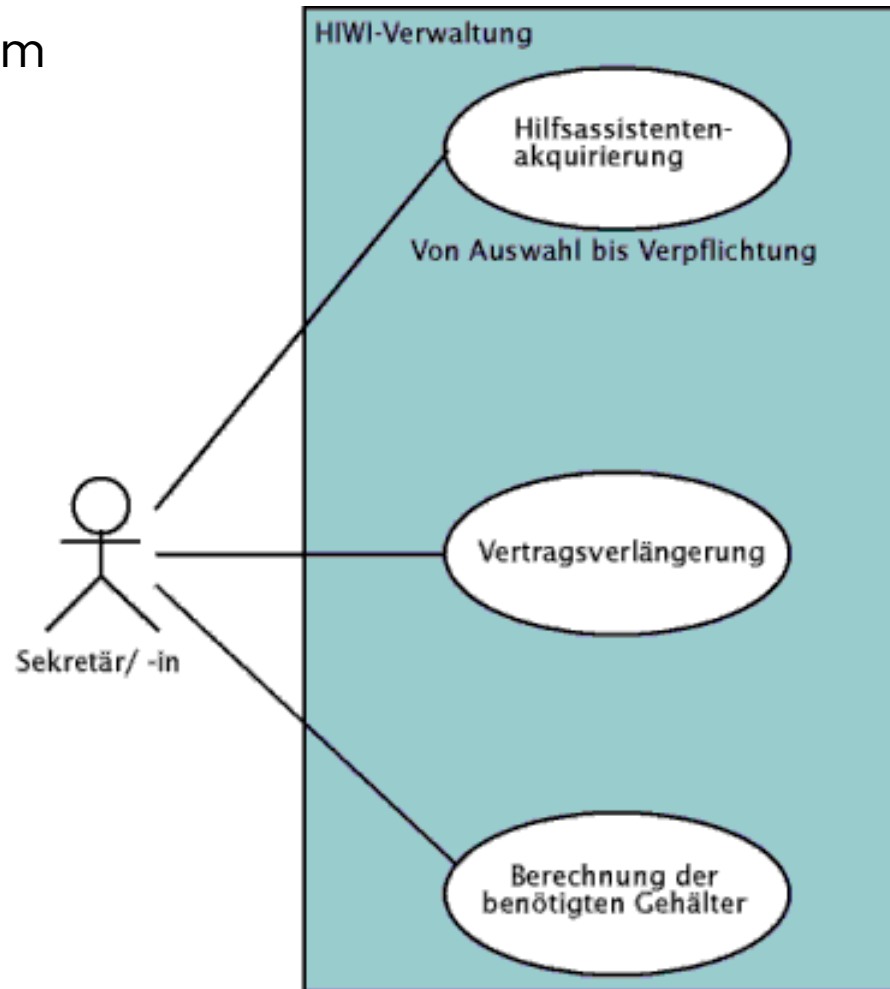 m
HIWI-Verwaltung
Hilfsassistenten-
akquirierung
Von Auswahl bis Verpflichtung
Vertragsverlängerung
Sekretär/ -in
Berechnung der
benötigten Gehälter